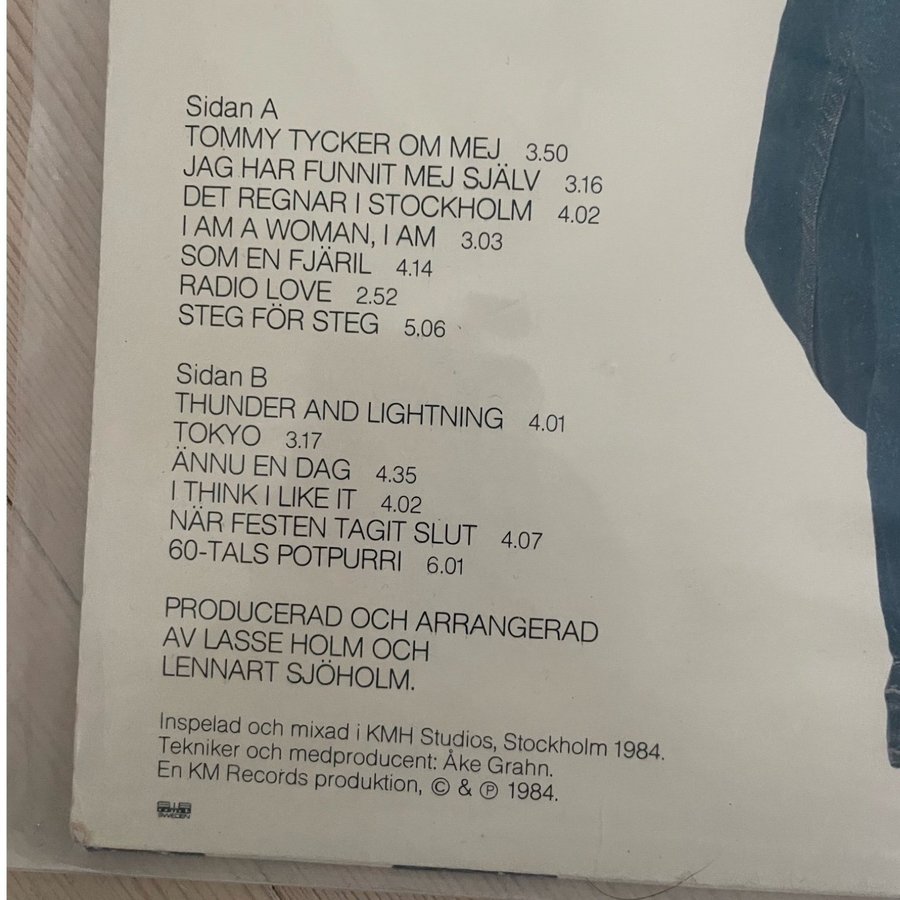 Sidan A
TOMMY TYCKER OM MEJ 3.50
JAG HAR FUNNIT MEJ SJÄLV 3.16
DET REGNAR I STOCKHOLM 4.02
I AM A WOMAN, I AM 3.03
SOM EN FJÄRIL 4.14
RADIO LOVE 2.52
STEG FÖR STEG 5.06
Sidan B
THUNDER AND LIGHTNING 4.01
TOKYO 3.17
ÄNNU EN DAG 4.35
I THINK I LIKE IT 4.02
NÄR FESTEN TAGIT SLUT 4.07
60-TALS POTPURRI 6.01
PRODUCERAD OCH ARRANGERAD
AV LASSE HOLM OCH
LENNART SJÖHOLM.
Inspelad och mixad i KMH Studios, Stockholm 1984.
Tekniker och medproducent: Åke Grahn.
En KM Records produktion, © & ℗ 1984.
SWEDEN